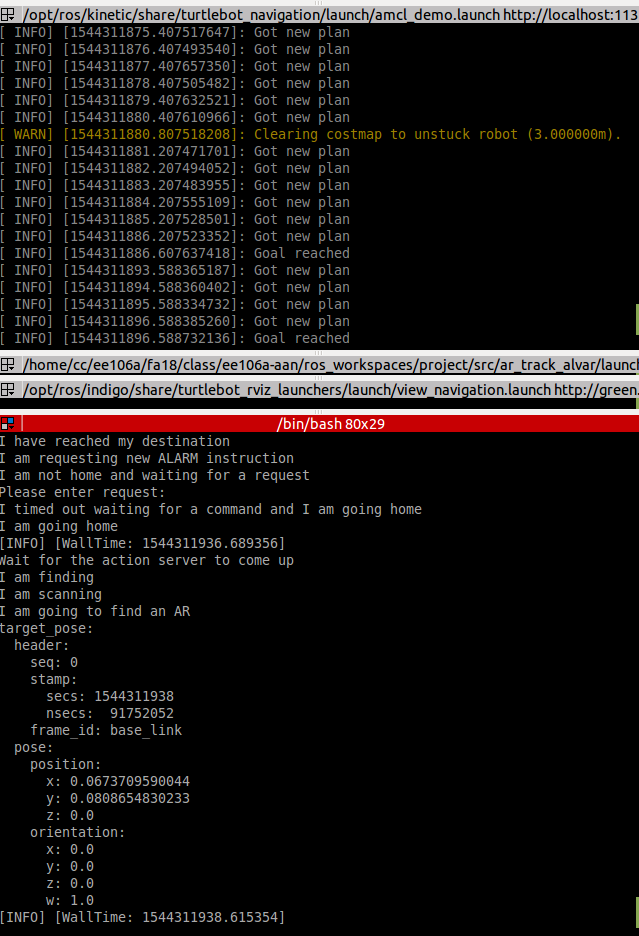 /opt/ros/kinetic/share/turtlebot_navigation/launch/amcl_demo.launch http://localhost:113
[ INFO] [1544311875.407517647]: Got new plan
[ INFO] [1544311876.407493540]: Got new plan
[ INFO] [1544311877.407657350]: Got new plan
[ INFO] [1544311878.407505482]: Got new plan
[ INFO] [1544311879.407632521]: Got new plan
[ INFO] [1544311880.407610966]: Got new plan
[ WARN] [1544311880.807518208]: Clearing costmap to unstuck robot (3.000000m).
[ INFO] [1544311881.207471701]: Got new plan
[ INFO] [1544311882.207494052]: Got new plan
[ INFO] [1544311883.207483955]: Got new plan
[ INFO] [1544311884.207555109]: Got new plan
[ INFO] [1544311885.207528501]: Got new plan
[ INFO] [1544311886.207523352]: Got new plan
[ INFO] [1544311886.607637418]: Goal reached
[ INFO] [1544311893.588365187]: Got new plan
[ INFO] [1544311894.588360402]: Got new plan
[ INFO] [1544311895.588334732]: Got new plan
[ INFO] [1544311896.588385260]: Got new plan
[ INFO] [1544311896.588732136]: Goal reached
/home/cc/ee106a/fa18/class/ee106a-aan/ros_workspaces/project/src/ar_track_alvar/launch
/opt/ros/indigo/share/turtlebot_rviz_launchers/launch/view_navigation.launch http://green.
/bin/bash 80x29
I have reached my destination
I am requesting new ALARM instruction
I am not home and waiting for a request
Please enter request:
I timed out waiting for a command and I am going home
I am going home
[INFO] [WallTime: 1544311936.689356]
Wait for the action server to come up
I am finding
I am scanning
I am going to find an AR
target_pose:
  header:
    seq: 0
    stamp:
      secs: 1544311938
      nsecs:  91752052
    frame_id: base_link
  pose:
    position:
      x: 0.0673709590044
      y: 0.0808654830233
      z: 0.0
    orientation:
      x: 0.0
      y: 0.0
      z: 0.0
      w: 1.0
[INFO] [WallTime: 1544311938.615354]